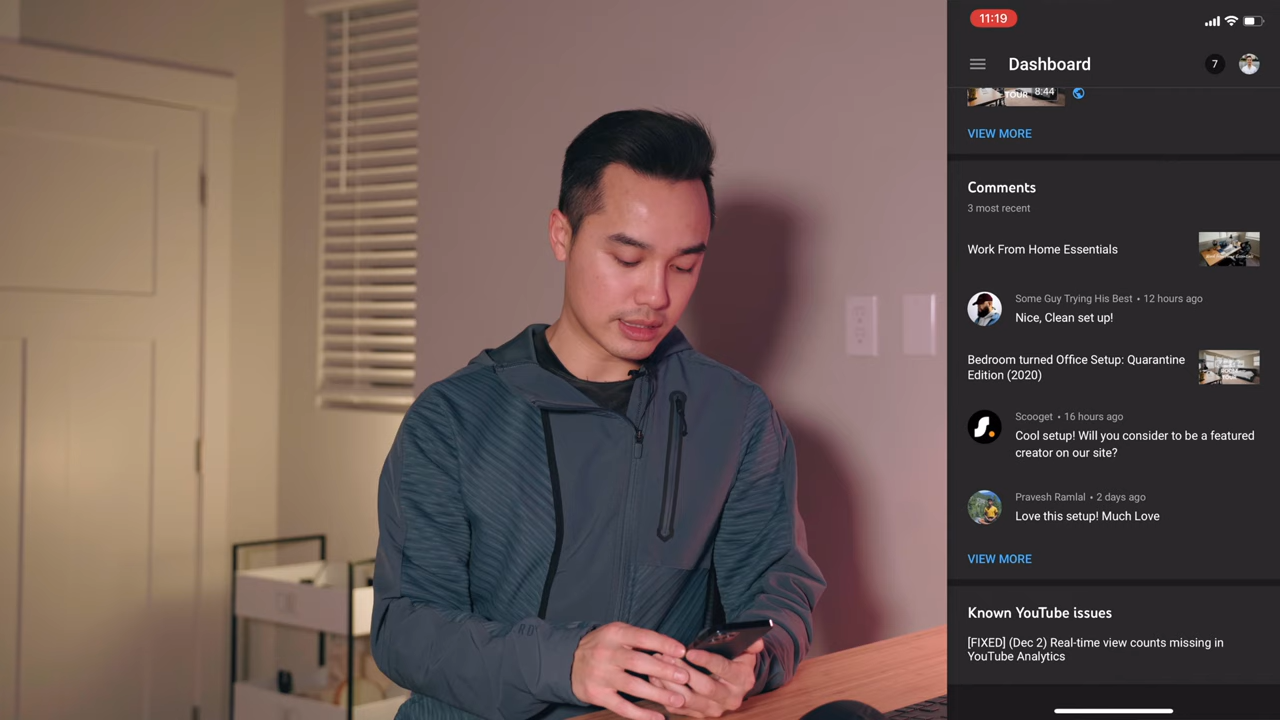 11:19
Dashboard
7
TOUR
8:44
VIEW MORE
Comments
3 most recent
Work From Home Essentials
Some Guy Trying His Best • 12 hours ago
Nice, Clean set up!
Bedroom turned Office Setup: Quarantine
Edition (2020)
Scooget • 16 hours ago
Cool setup! Will you consider to be a featured
creator on our site?
Pravesh Ramlal • 2 days ago
Love this setup! Much Love
VIEW MORE
Known YouTube issues
[FIXED] (Dec 2) Real-time view counts missing in
YouTube Analytics